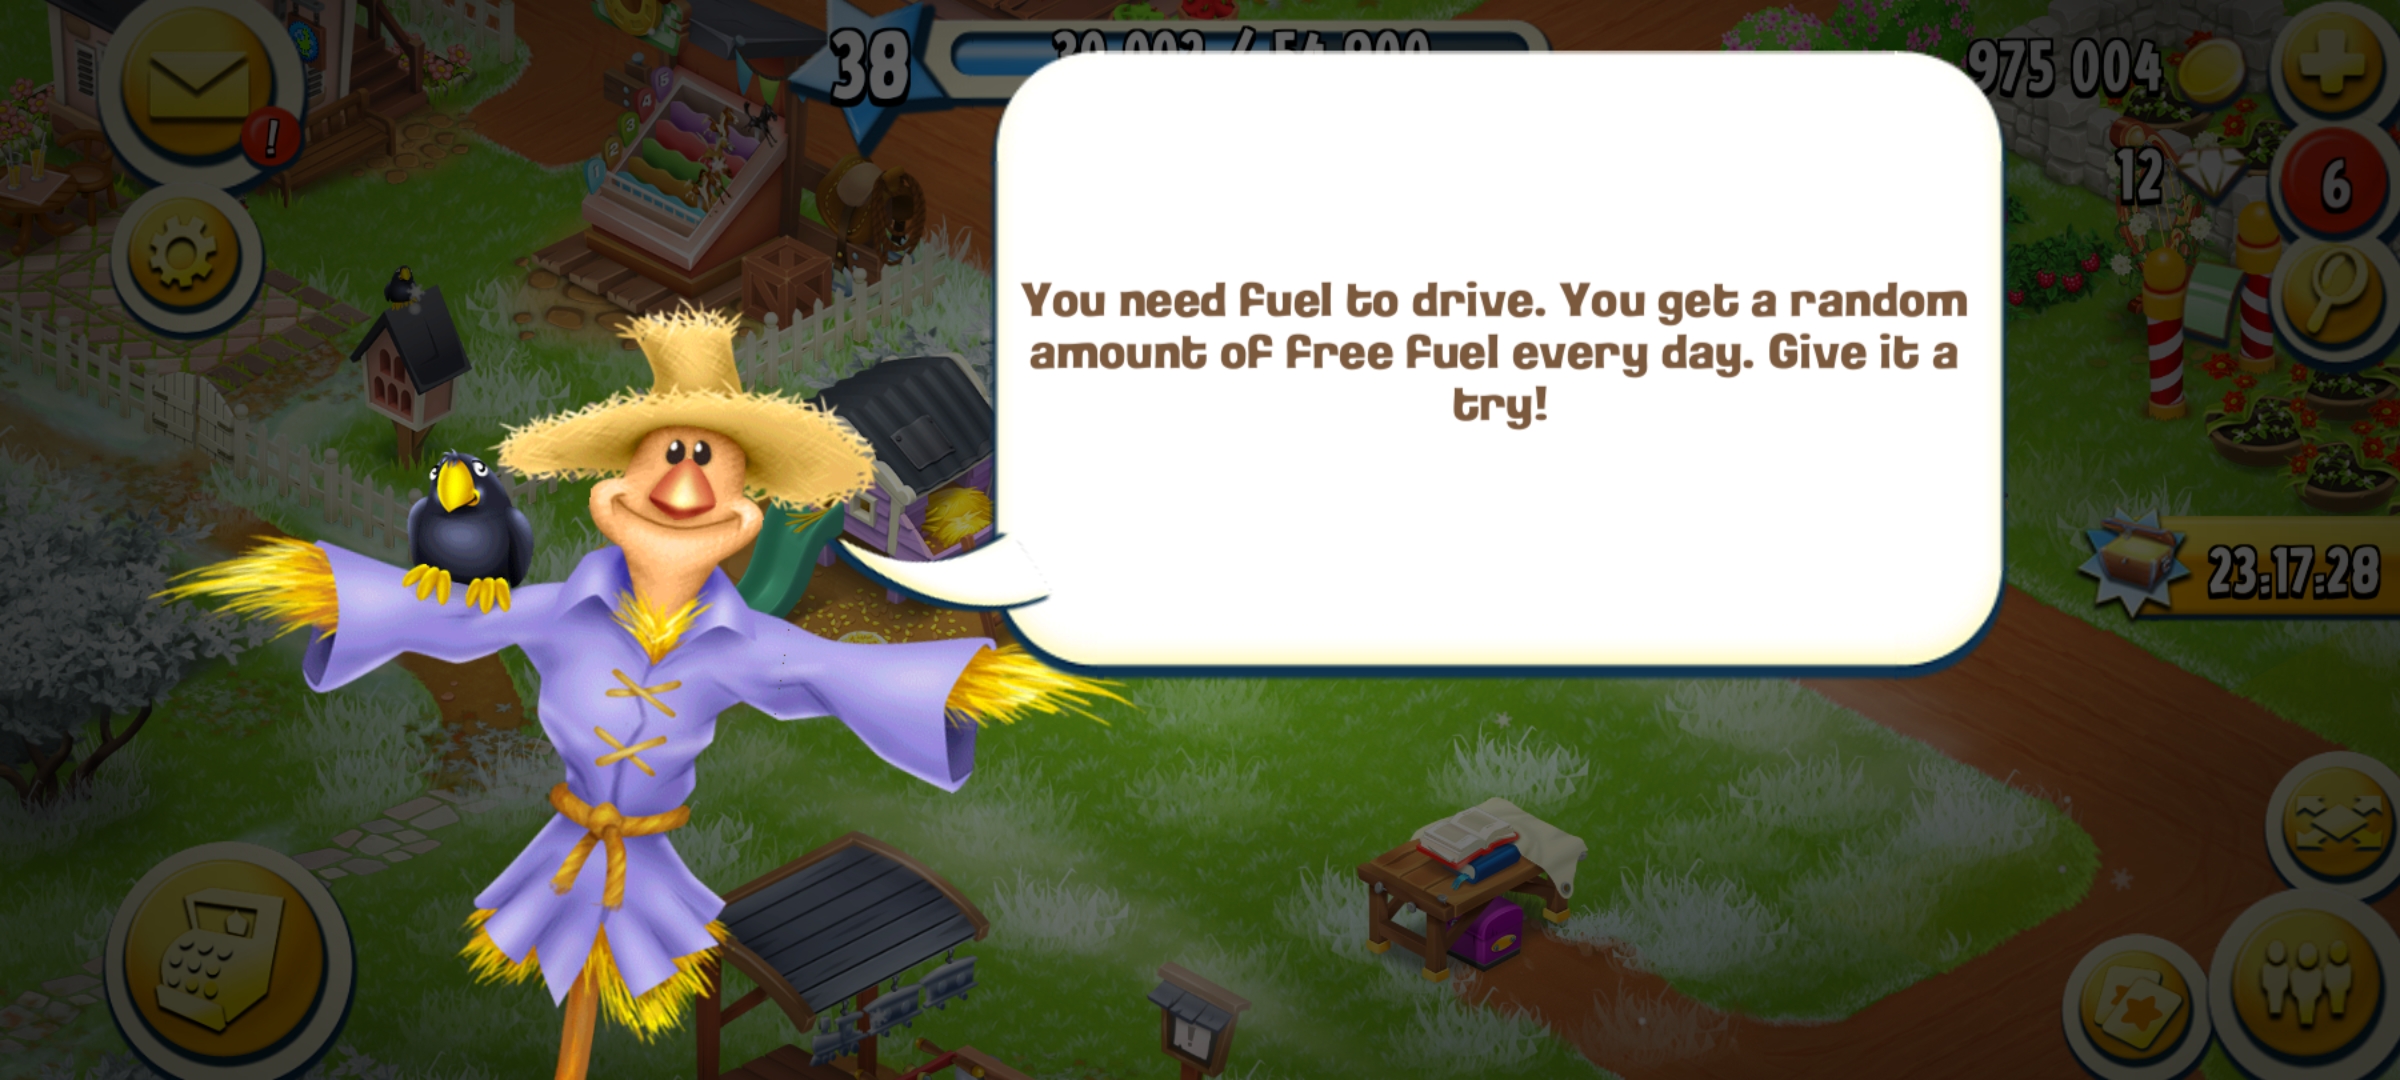 38
975 004
12
6
You need fuel to drive. You get a random
amount of free fuel every day. Give it a
try!
23:17:28